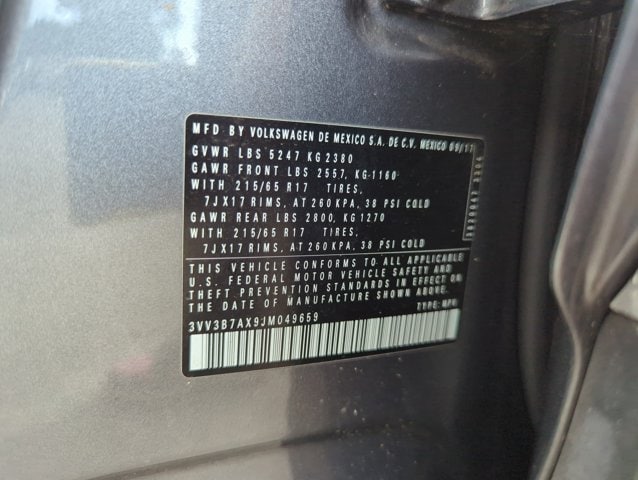 MFD BY VOLKSWAGEN DE MEXICO S.A. DE C.V. MEXICO 09/17
GVWR LBS 5247 KG 2380
GAWR FRONT LBS 2557, KG-1160
WITH 215/65 R17 TIRES,
7JX17 RIMS, AT 260 KPA, 38 PSI COLD
GAWR REAR LBS 2800, KG 1270
WITH 215/65 R17 TIRES,
7JX17 RIMS, AT 260 KPA, 38 PSI COLD
THIS VEHICLE CONFORMS TO ALL APPLICABLE
U.S. FEDERAL MOTOR VEHICLE SAFETY AND
THEFT PREVENTION STANDARDS IN EFFECT ON
THE DATE OF MANUFACTURE SHOWN ABOVE.
3VV3B7AX9JM049659 TYPE: MPV